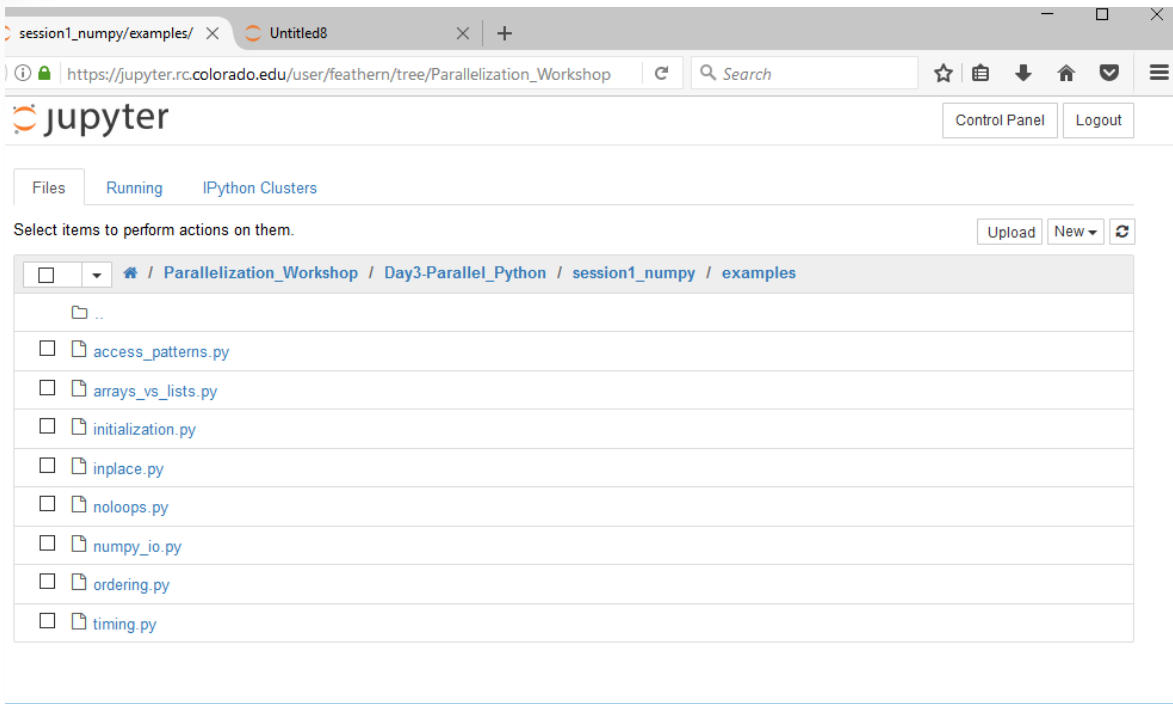 session1_numpy/examples/ Untitled8
https://jupyter.rc.colorado.edu/user/feathern/tree/Parallelization_Workshop Search
jupyter Control Panel Logout
Files Running IPython Clusters
Select items to perform actions on them. Upload New
/ Parallelization_Workshop / Day3-Parallel_Python / session1_numpy / examples
..
access_patterns.py
arrays_vs_lists.py
initialization.py
inplace.py
noloops.py
numpy_io.py
ordering.py
timing.py